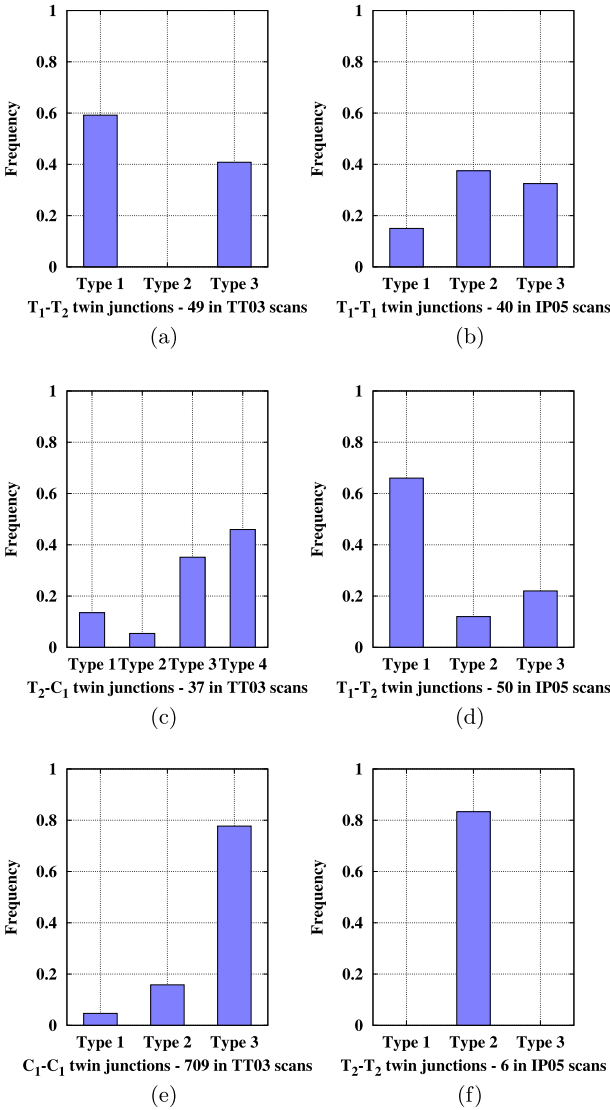 1
0.8
0.6
0.4
0.2
0
Frequency
Type 1 Type 2 Type 3
T1-T2 twin junctions - 49 in TT03 scans
(a)
1
0.8
0.6
0.4
0.2
0
Frequency
Type 1 Type 2 Type 3
T1-T1 twin junctions - 40 in IP05 scans
(b)
1
0.8
0.6
0.4
0.2
0
Frequency
Type 1 Type 2 Type 3 Type 4
T2-C1 twin junctions - 37 in TT03 scans
(c)
1
0.8
0.6
0.4
0.2
0
Frequency
Type 1 Type 2 Type 3
T1-T2 twin junctions - 50 in IP05 scans
(d)
1
0.8
0.6
0.4
0.2
0
Frequency
Type 1 Type 2 Type 3
C1-C1 twin junctions - 709 in TT03 scans
(e)
1
0.8
0.6
0.4
0.2
0
Frequency
Type 1 Type 2 Type 3
T2-T2 twin junctions - 6 in IP05 scans
(f)